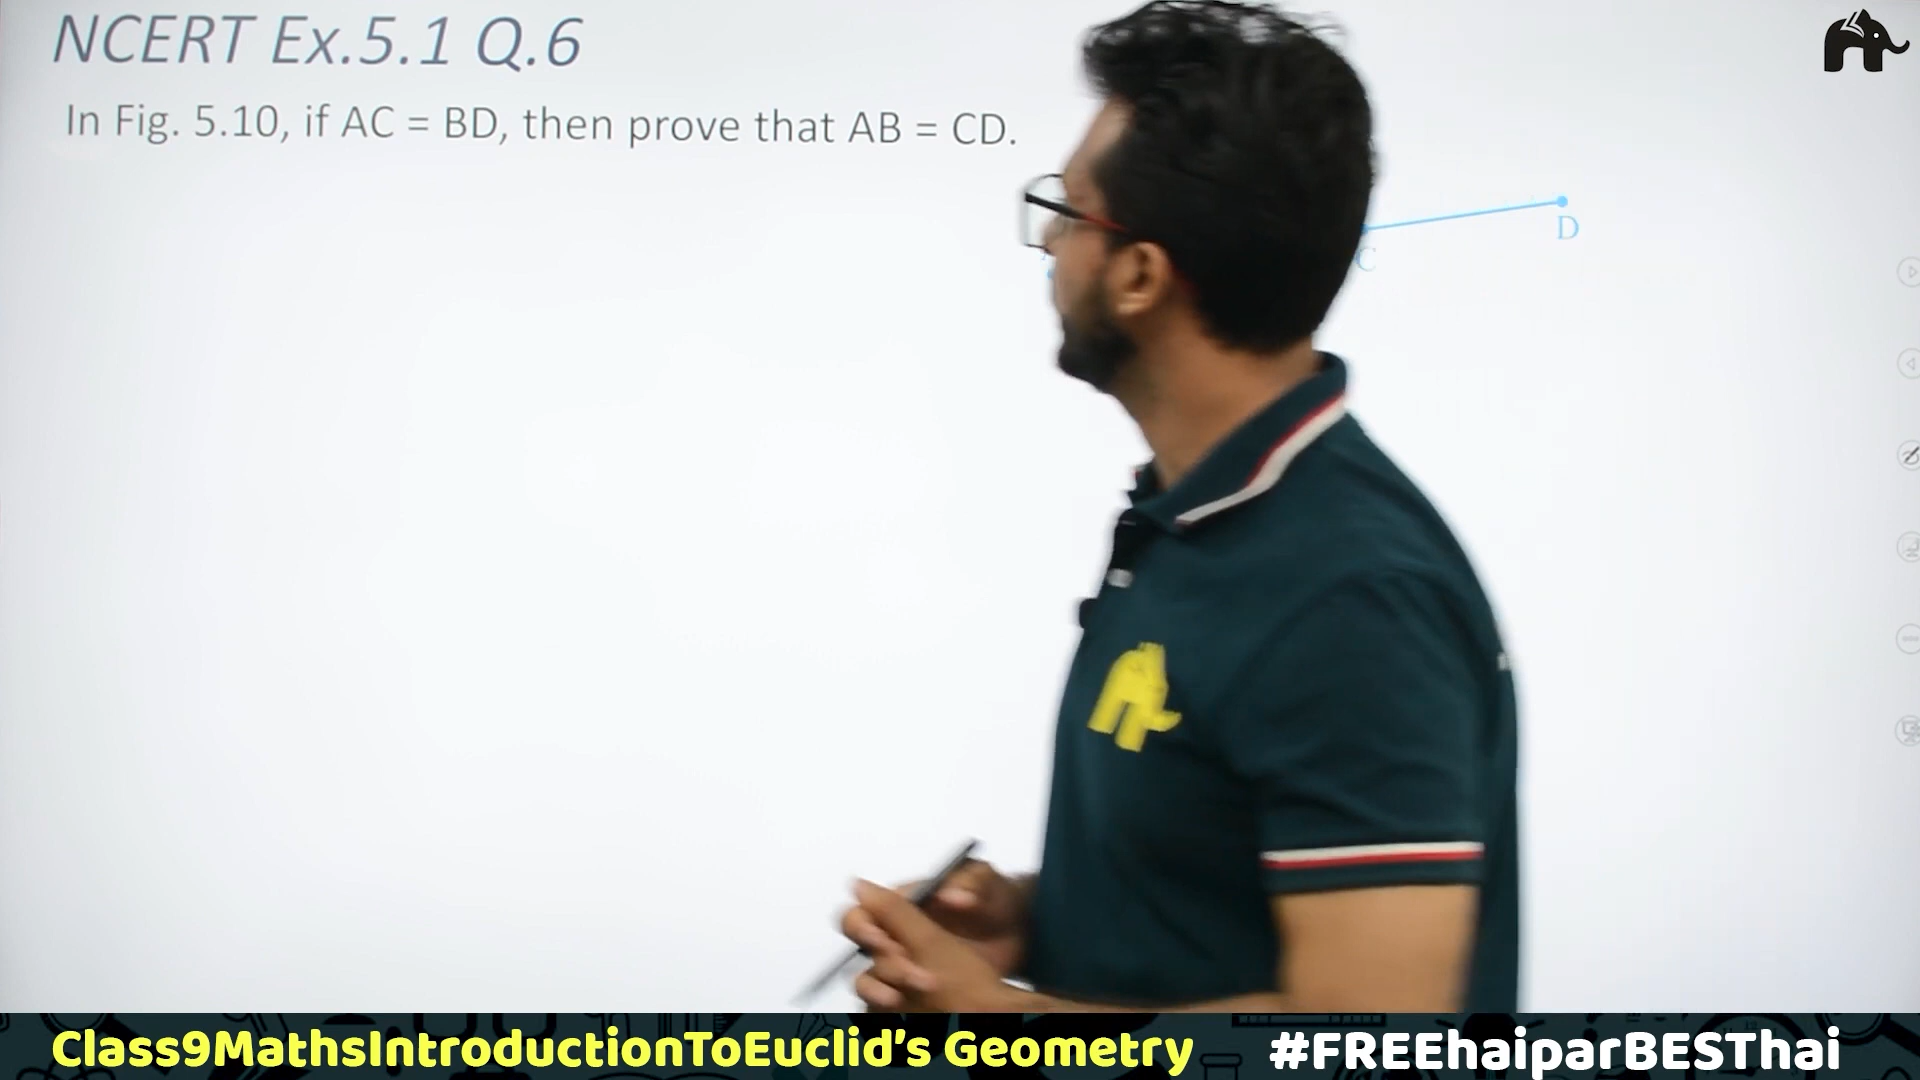 NCERT Ex.5.1 Q.6
In Fig. 5.10, if AC = BD, then prove that AB = CD.
D
C
Class9MathsIntroductionToEuclid's Geometry
#FREEhaiparBESThai